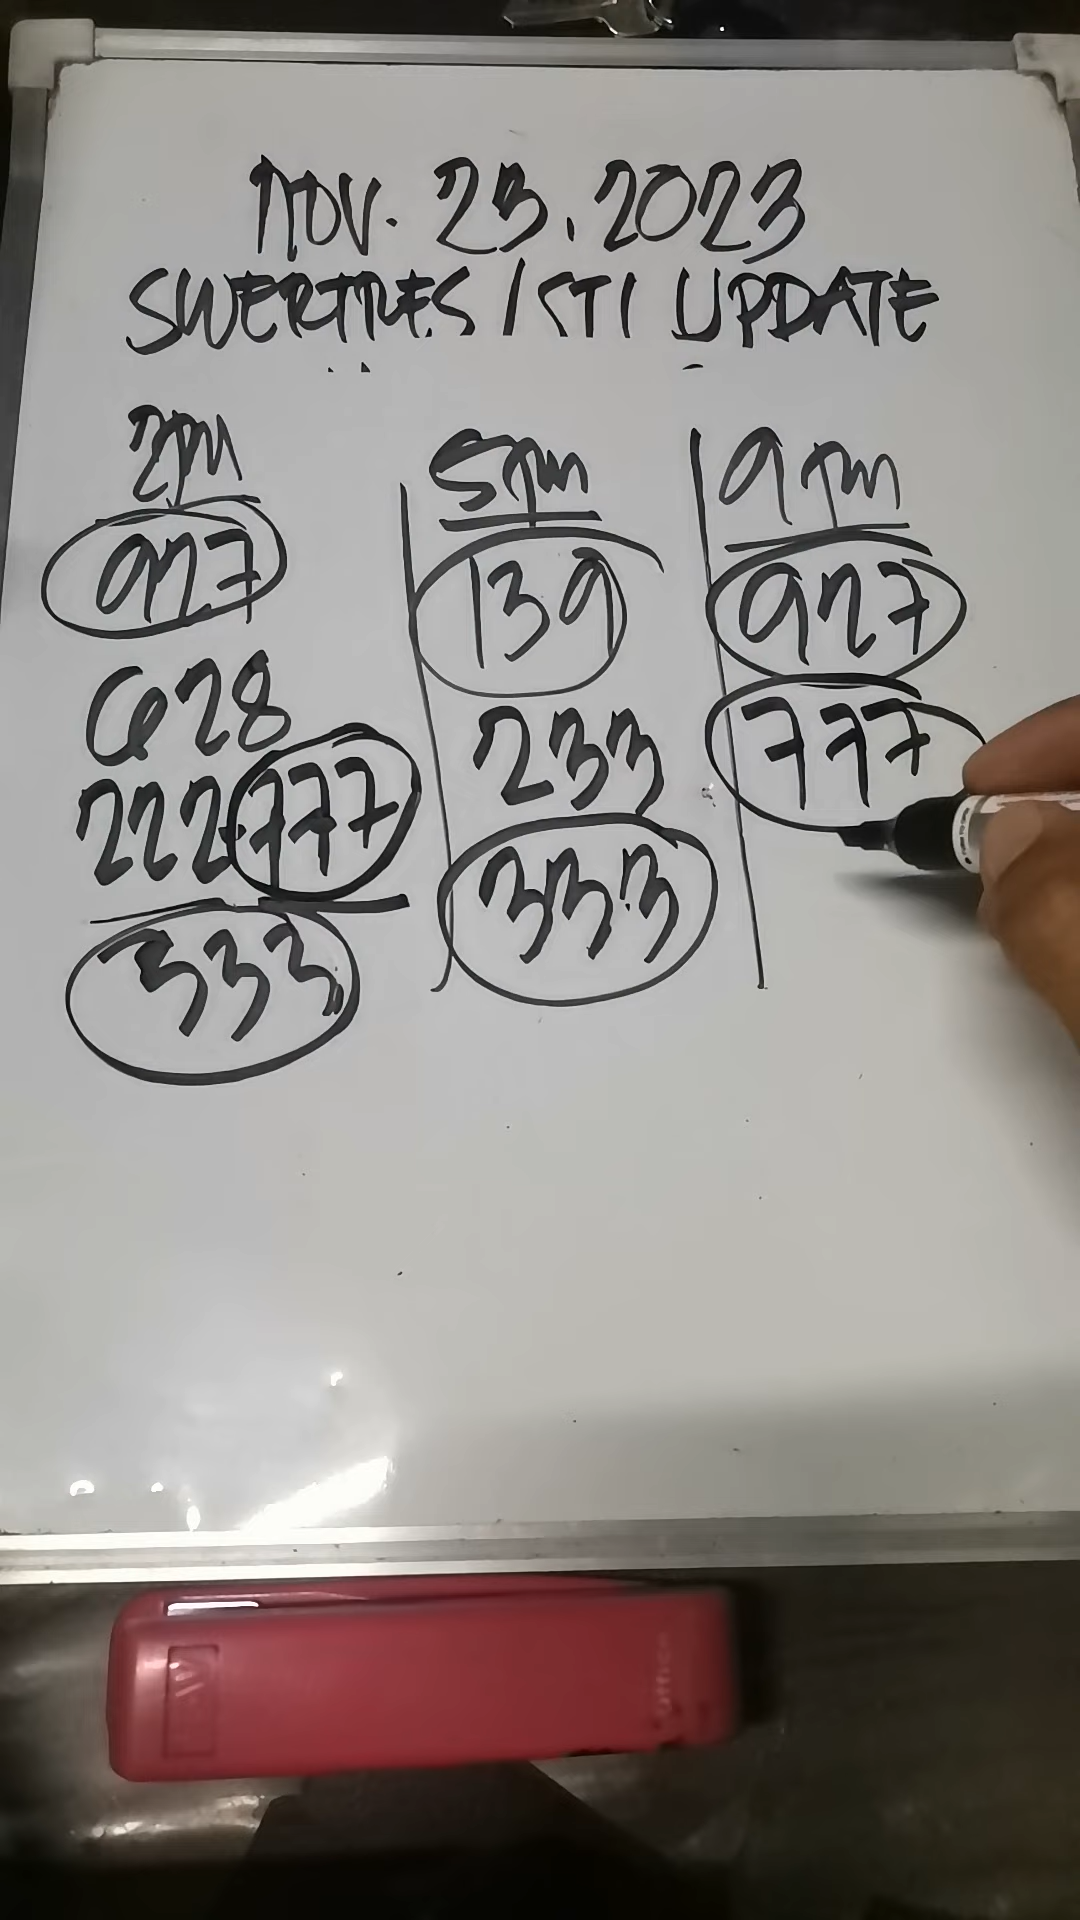 NOV. 23, 2023
SWERTRES / STL UPDATE
2pm
927
628
222-777
333
5pm
139
233
333
9pm
927
777